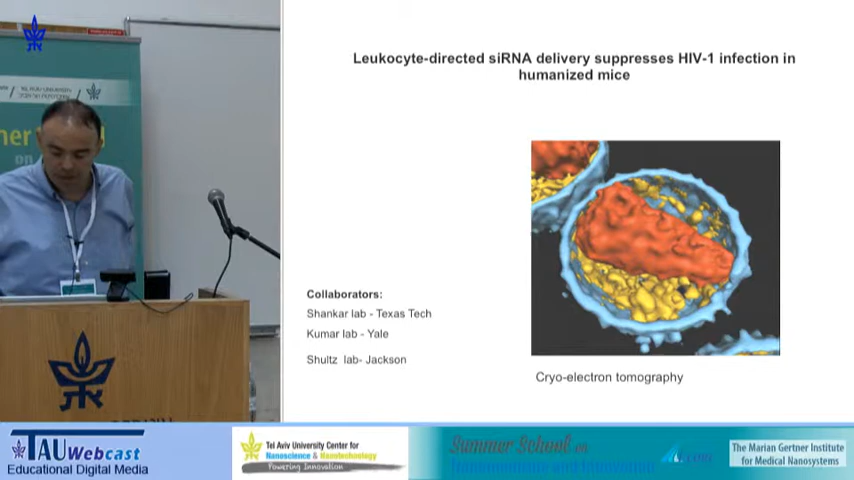 Leukocyte-directed siRNA delivery suppresses HIV-1 infection in
humanized mice
Collaborators:
Shankar lab - Texas Tech
Kumar lab - Yale
Shultz lab- Jackson
Cryo-electron tomography
TAU Webcast
Educational Digital Media
Tel Aviv University Center for
Nanoscience & Nanotechnology
Powering Innovation
Summer School on
The Marian Gertner Institute
for Medical Nanosystems